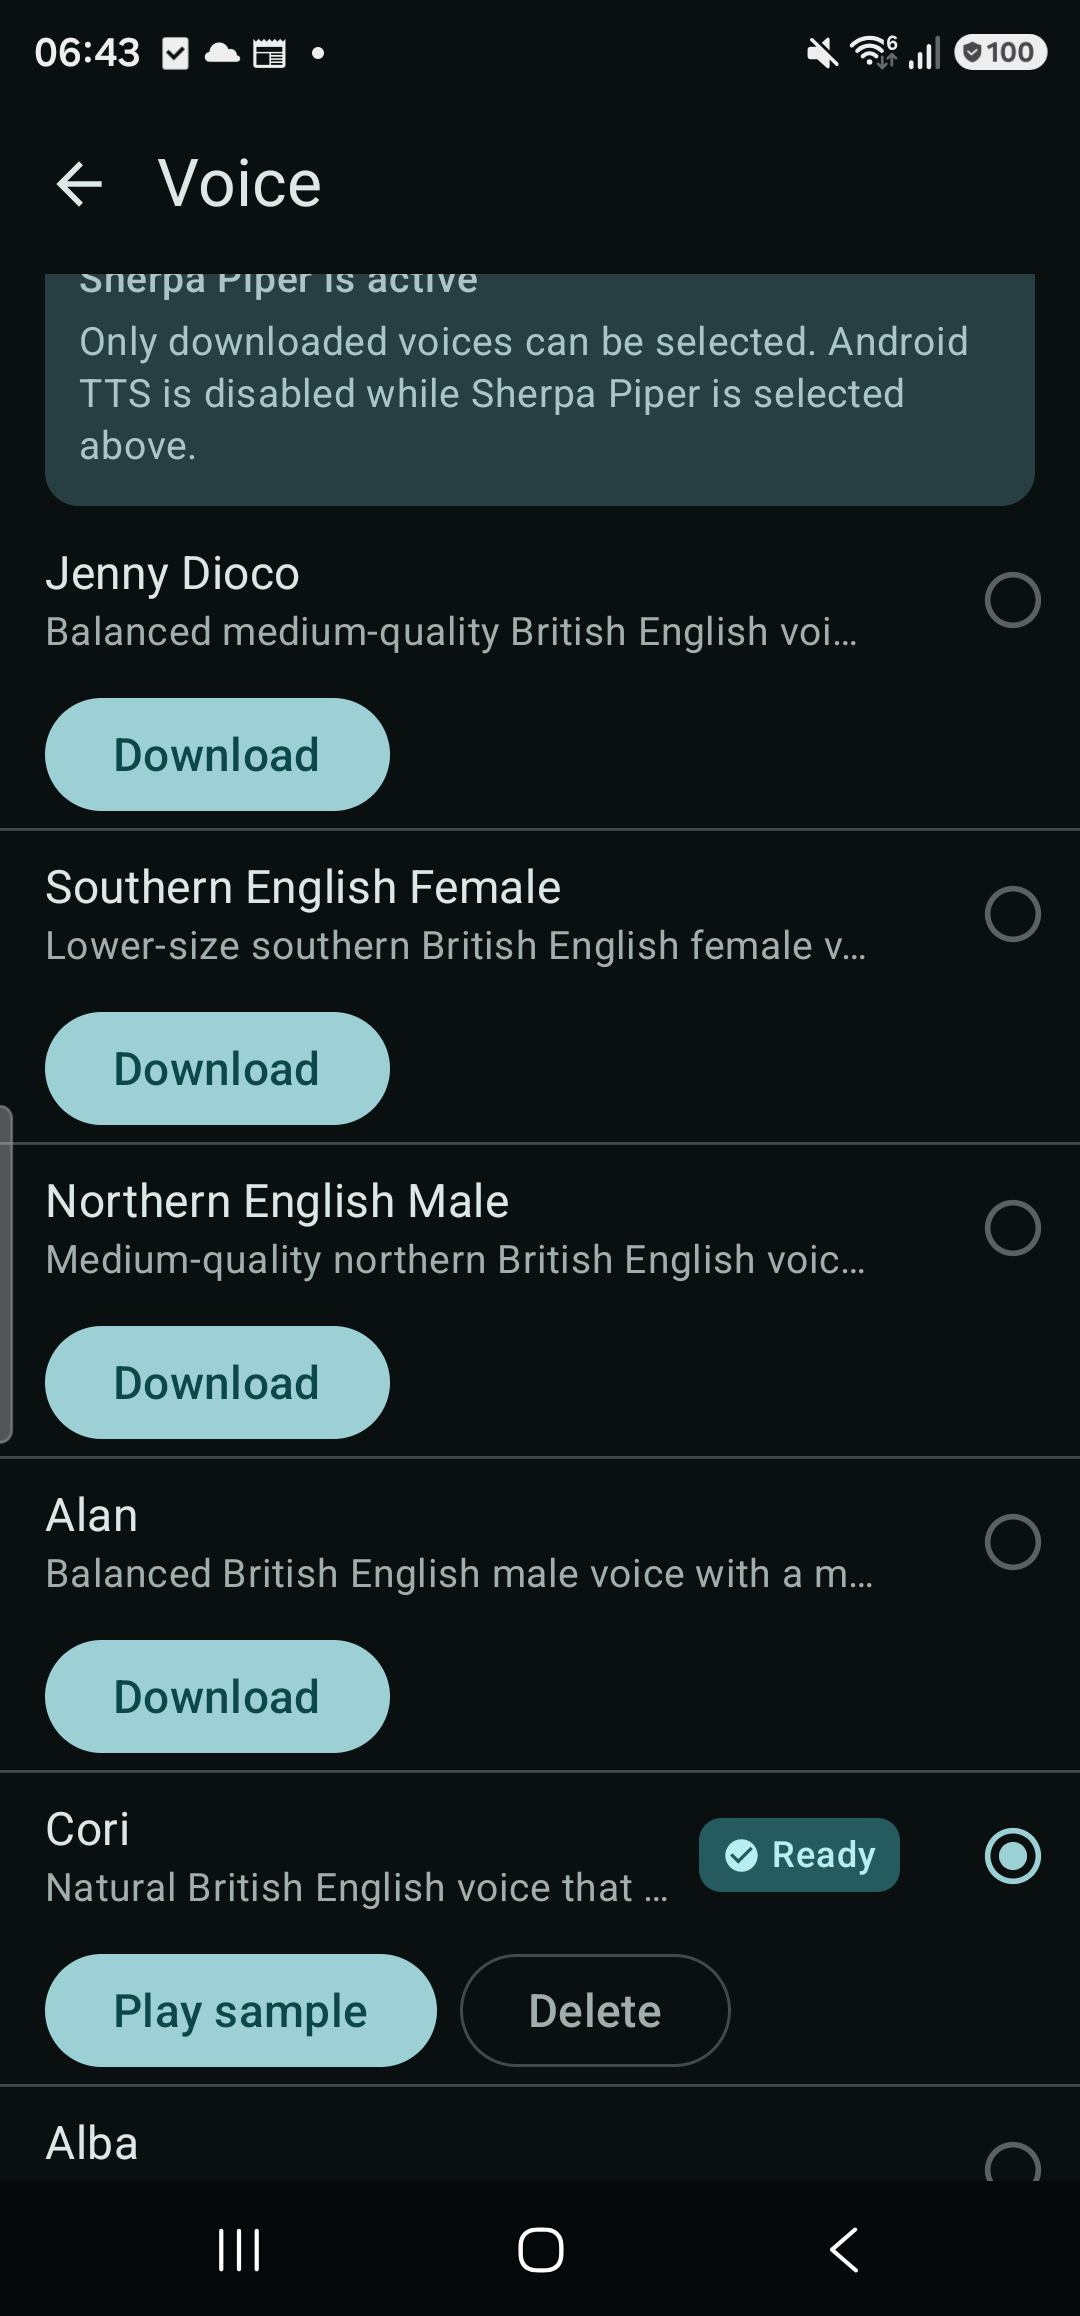 06:43
6
100
Voice
Sherpa Piper is active
Only downloaded voices can be selected. Android
TTS is disabled while Sherpa Piper is selected
above.
Jenny Dioco
Balanced medium-quality British English voi...
Download
Southern English Female
Lower-size southern British English female v...
Download
Northern English Male
Medium-quality northern British English voic...
Download
Alan
Balanced British English male voice with a m...
Download
Cori
Ready
Natural British English voice that ...
Play sample
Delete
Alba